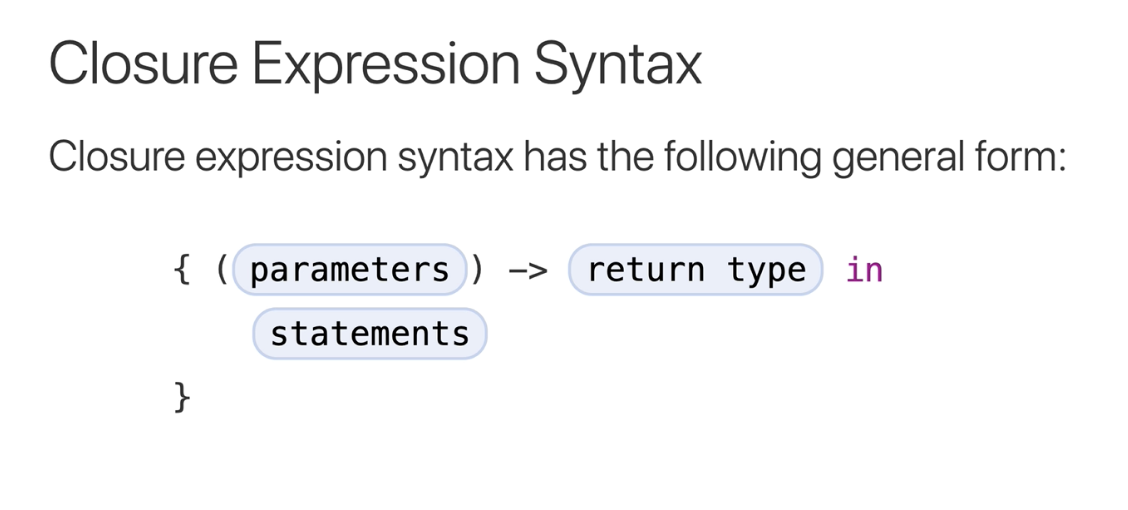 Closure Expression Syntax
Closure expression syntax has the following general form:
{ (parameters) -> return type in
statements
}